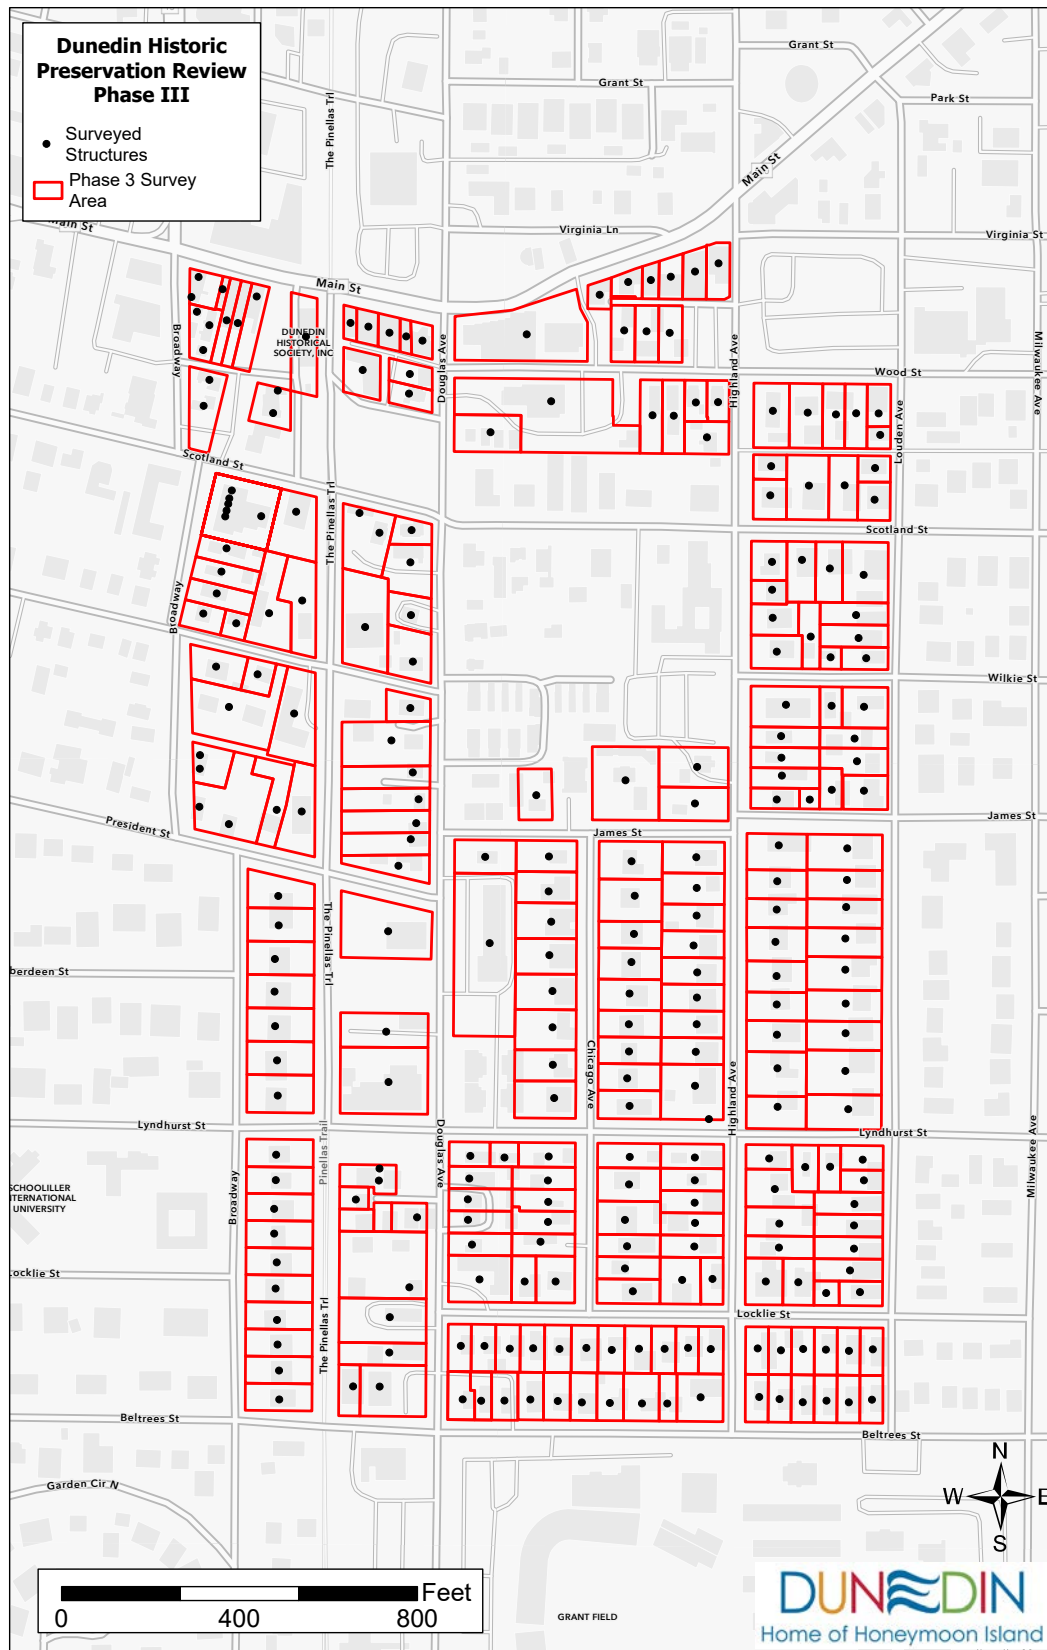 Dunedin Historic
Preservation Review
Phase III
Surveyed
Structures
Phase 3 Survey
Area
Grant St
Grant St
Park St
The Pinellas Trl
Main St
Main St
Virginia Ln
Virginia St
Main St
Broadway
DUNEDIN
HISTORICAL
SOCIETY, INC
Douglas Ave
Highland Ave
Wood St
Milwaukee Ave
Louden Ave
Scotland St
The Pinellas Trl
Scotland St
Broadway
Wilkie St
President St
James St
James St
The Pinellas Trl
berdeen St
Chicago Ave
Highland Ave
Lyndhurst St
Lyndhurst St
Pinellas Trail
Douglas Ave
Milwaukee Ave
SCHOOLILLER
NTERNATIONAL
UNIVERSITY
Broadway
Locklie St
The Pinellas Trl
Locklie St
Beltrees St
Beltrees St
Garden Cir N
N
W
E
S
Feet
0
400
800
GRANT FIELD
DUNEDIN
Home of Honeymoon Island